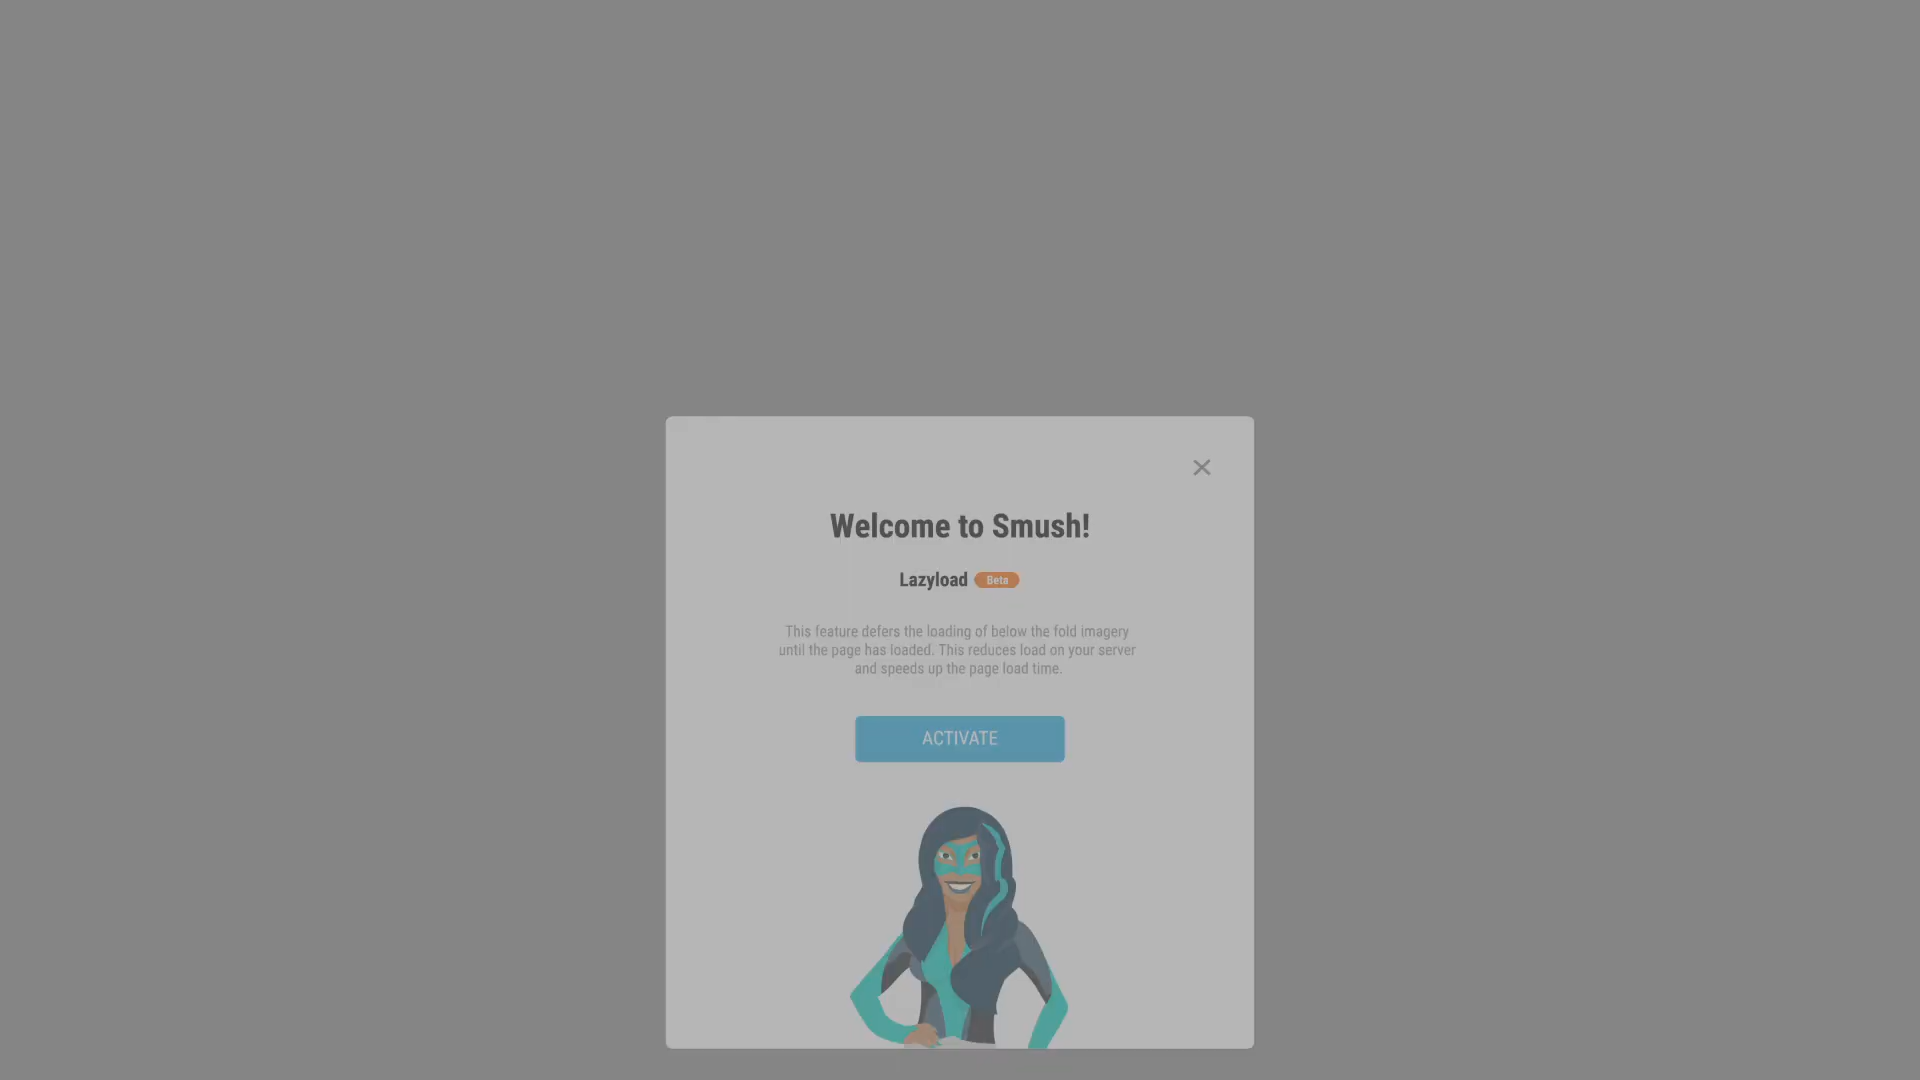 Welcome to Smush!
Lazyload Beta
This feature defers the loading of below the fold imagery
until the page has loaded. This reduces load on your server
and speeds up the page load time.
ACTIVATE